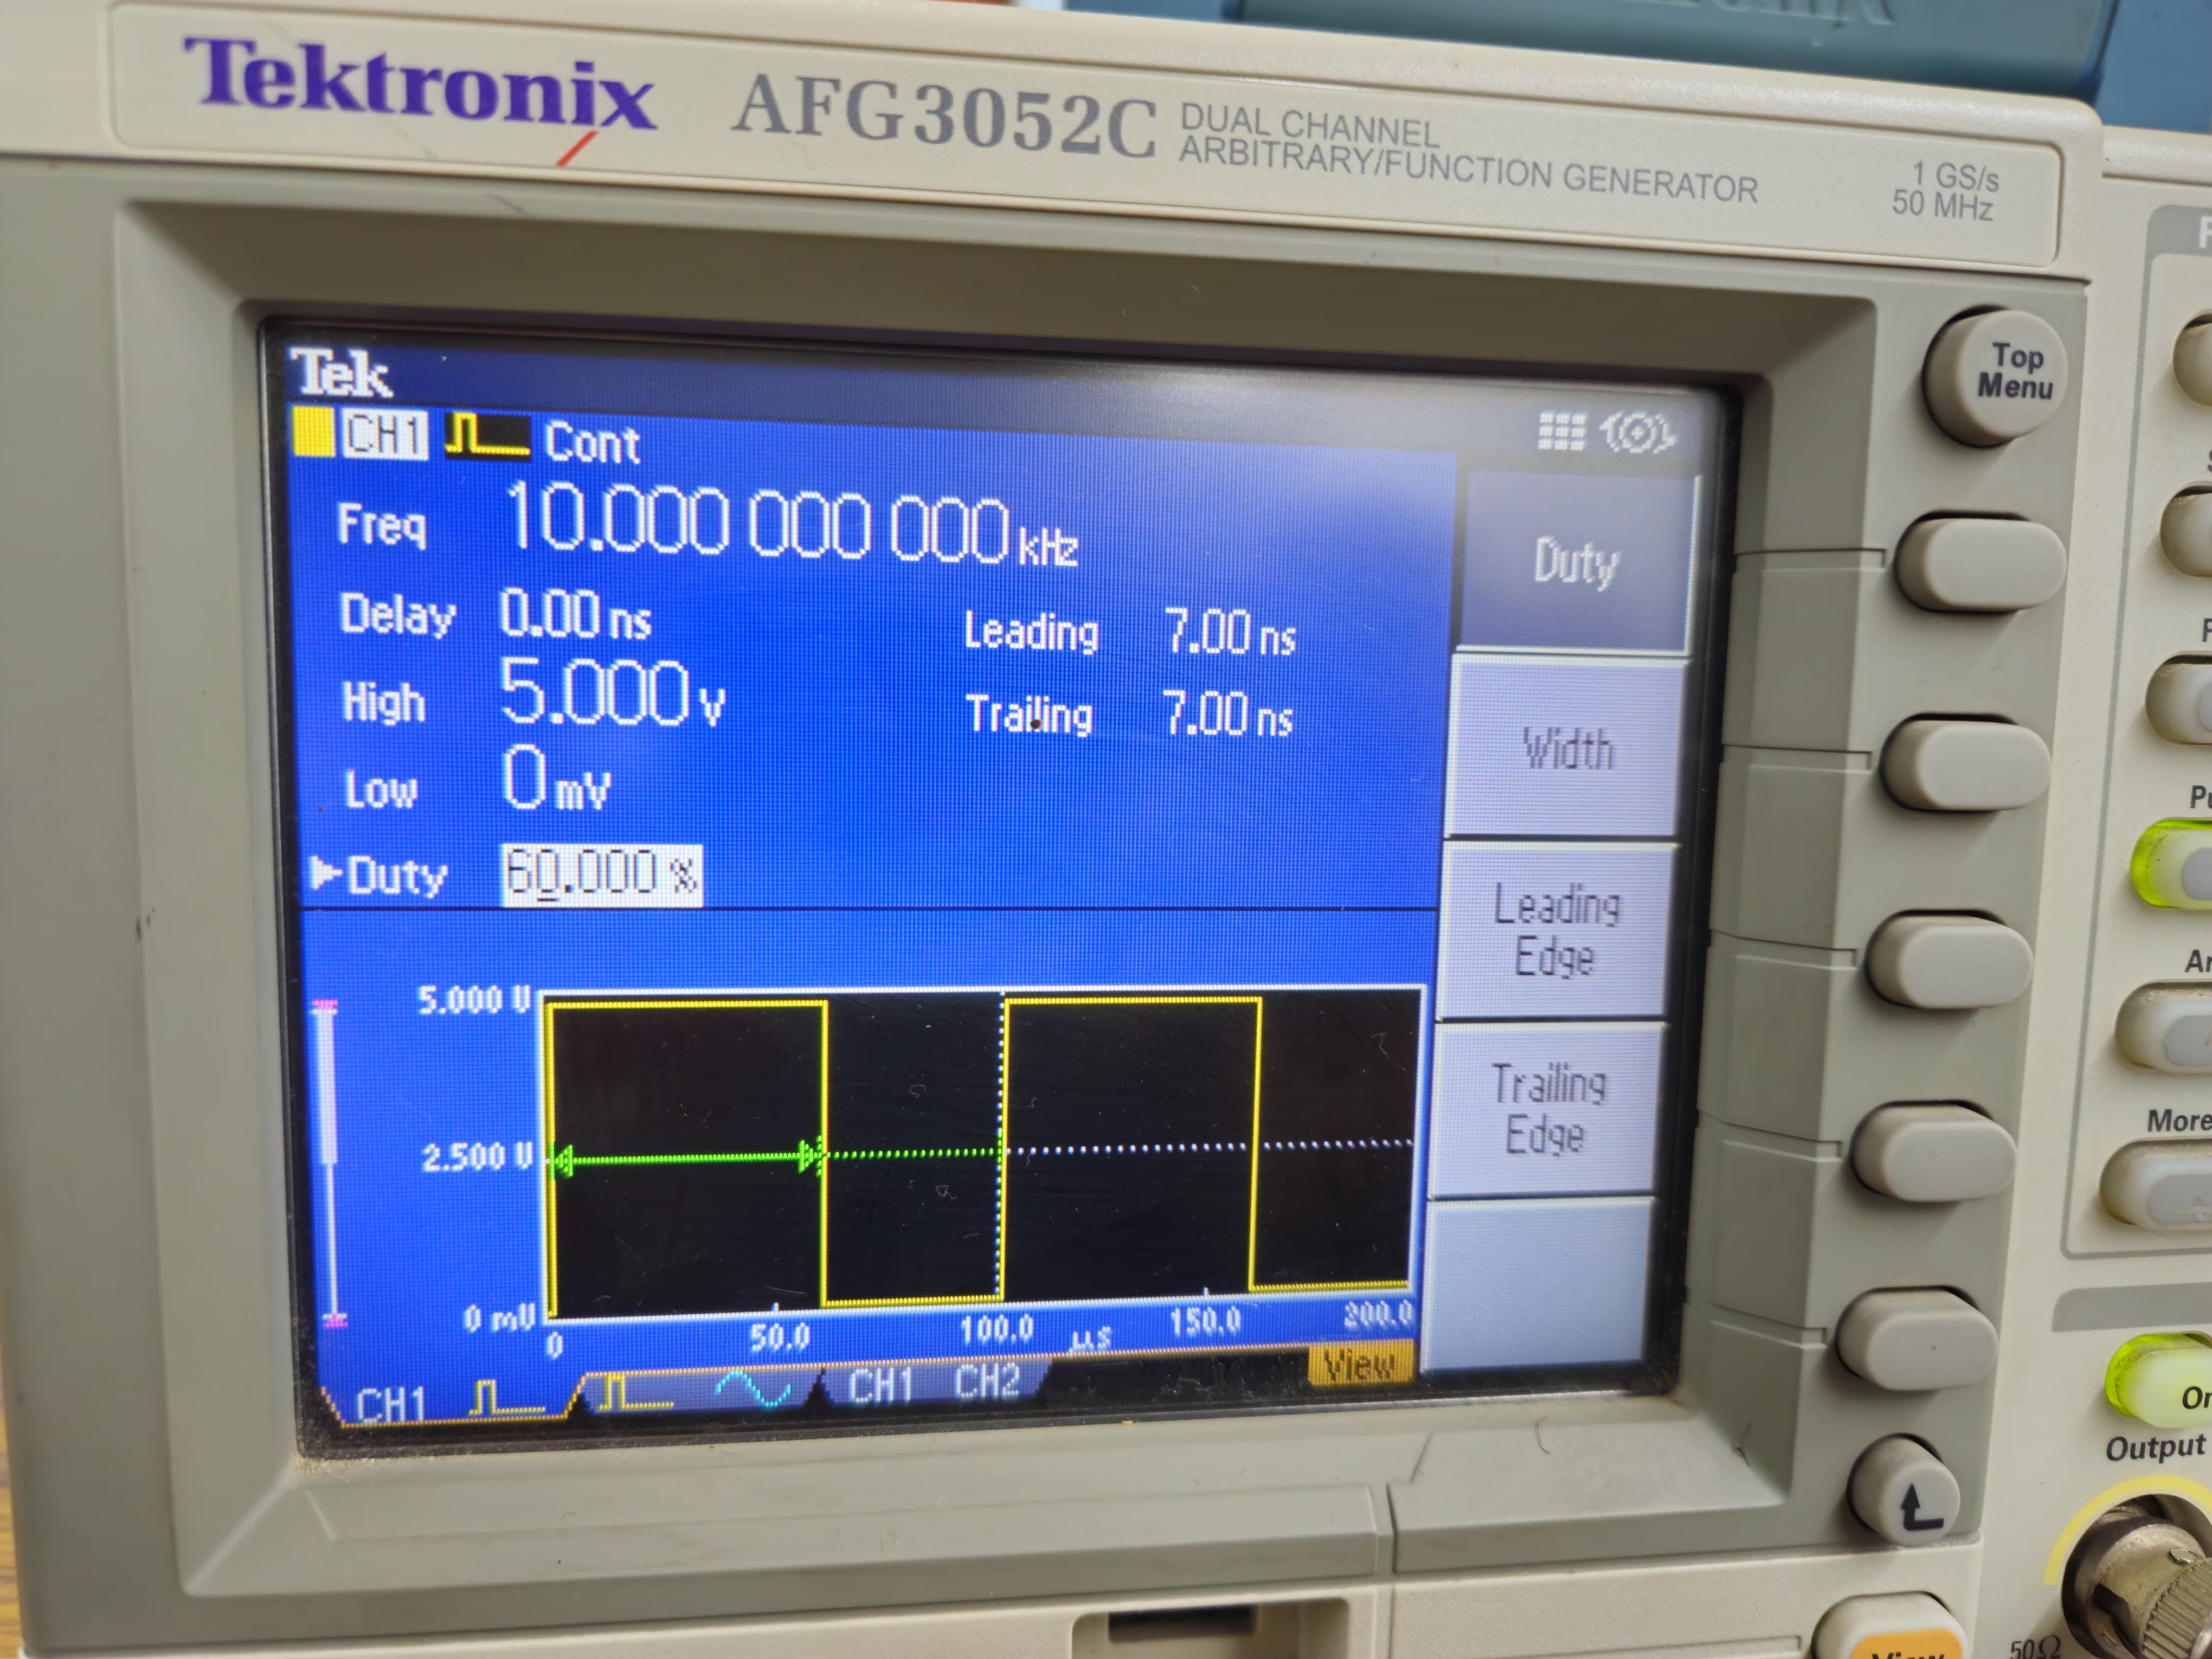 Tektronix AFG3052C DUAL CHANNEL
ARBITRARY/FUNCTION GENERATOR
1 GS/s
50 MHz
Tek
CH1 Cont
Freq 10.000 000 000 kHz
Delay 0.00 ns Leading 7.00 ns
High 5.000 V Trailing 7.00 ns
Low 0 mV
Duty 60.000 %
5.000 V
2.500 V
0 mV
0 50.0 100.0 µs 150.0 200.0
CH1 CH1 CH2 View
Duty
Width
Leading
Edge
Trailing
Edge
Top
Menu
More
On
Output
50Ω
View